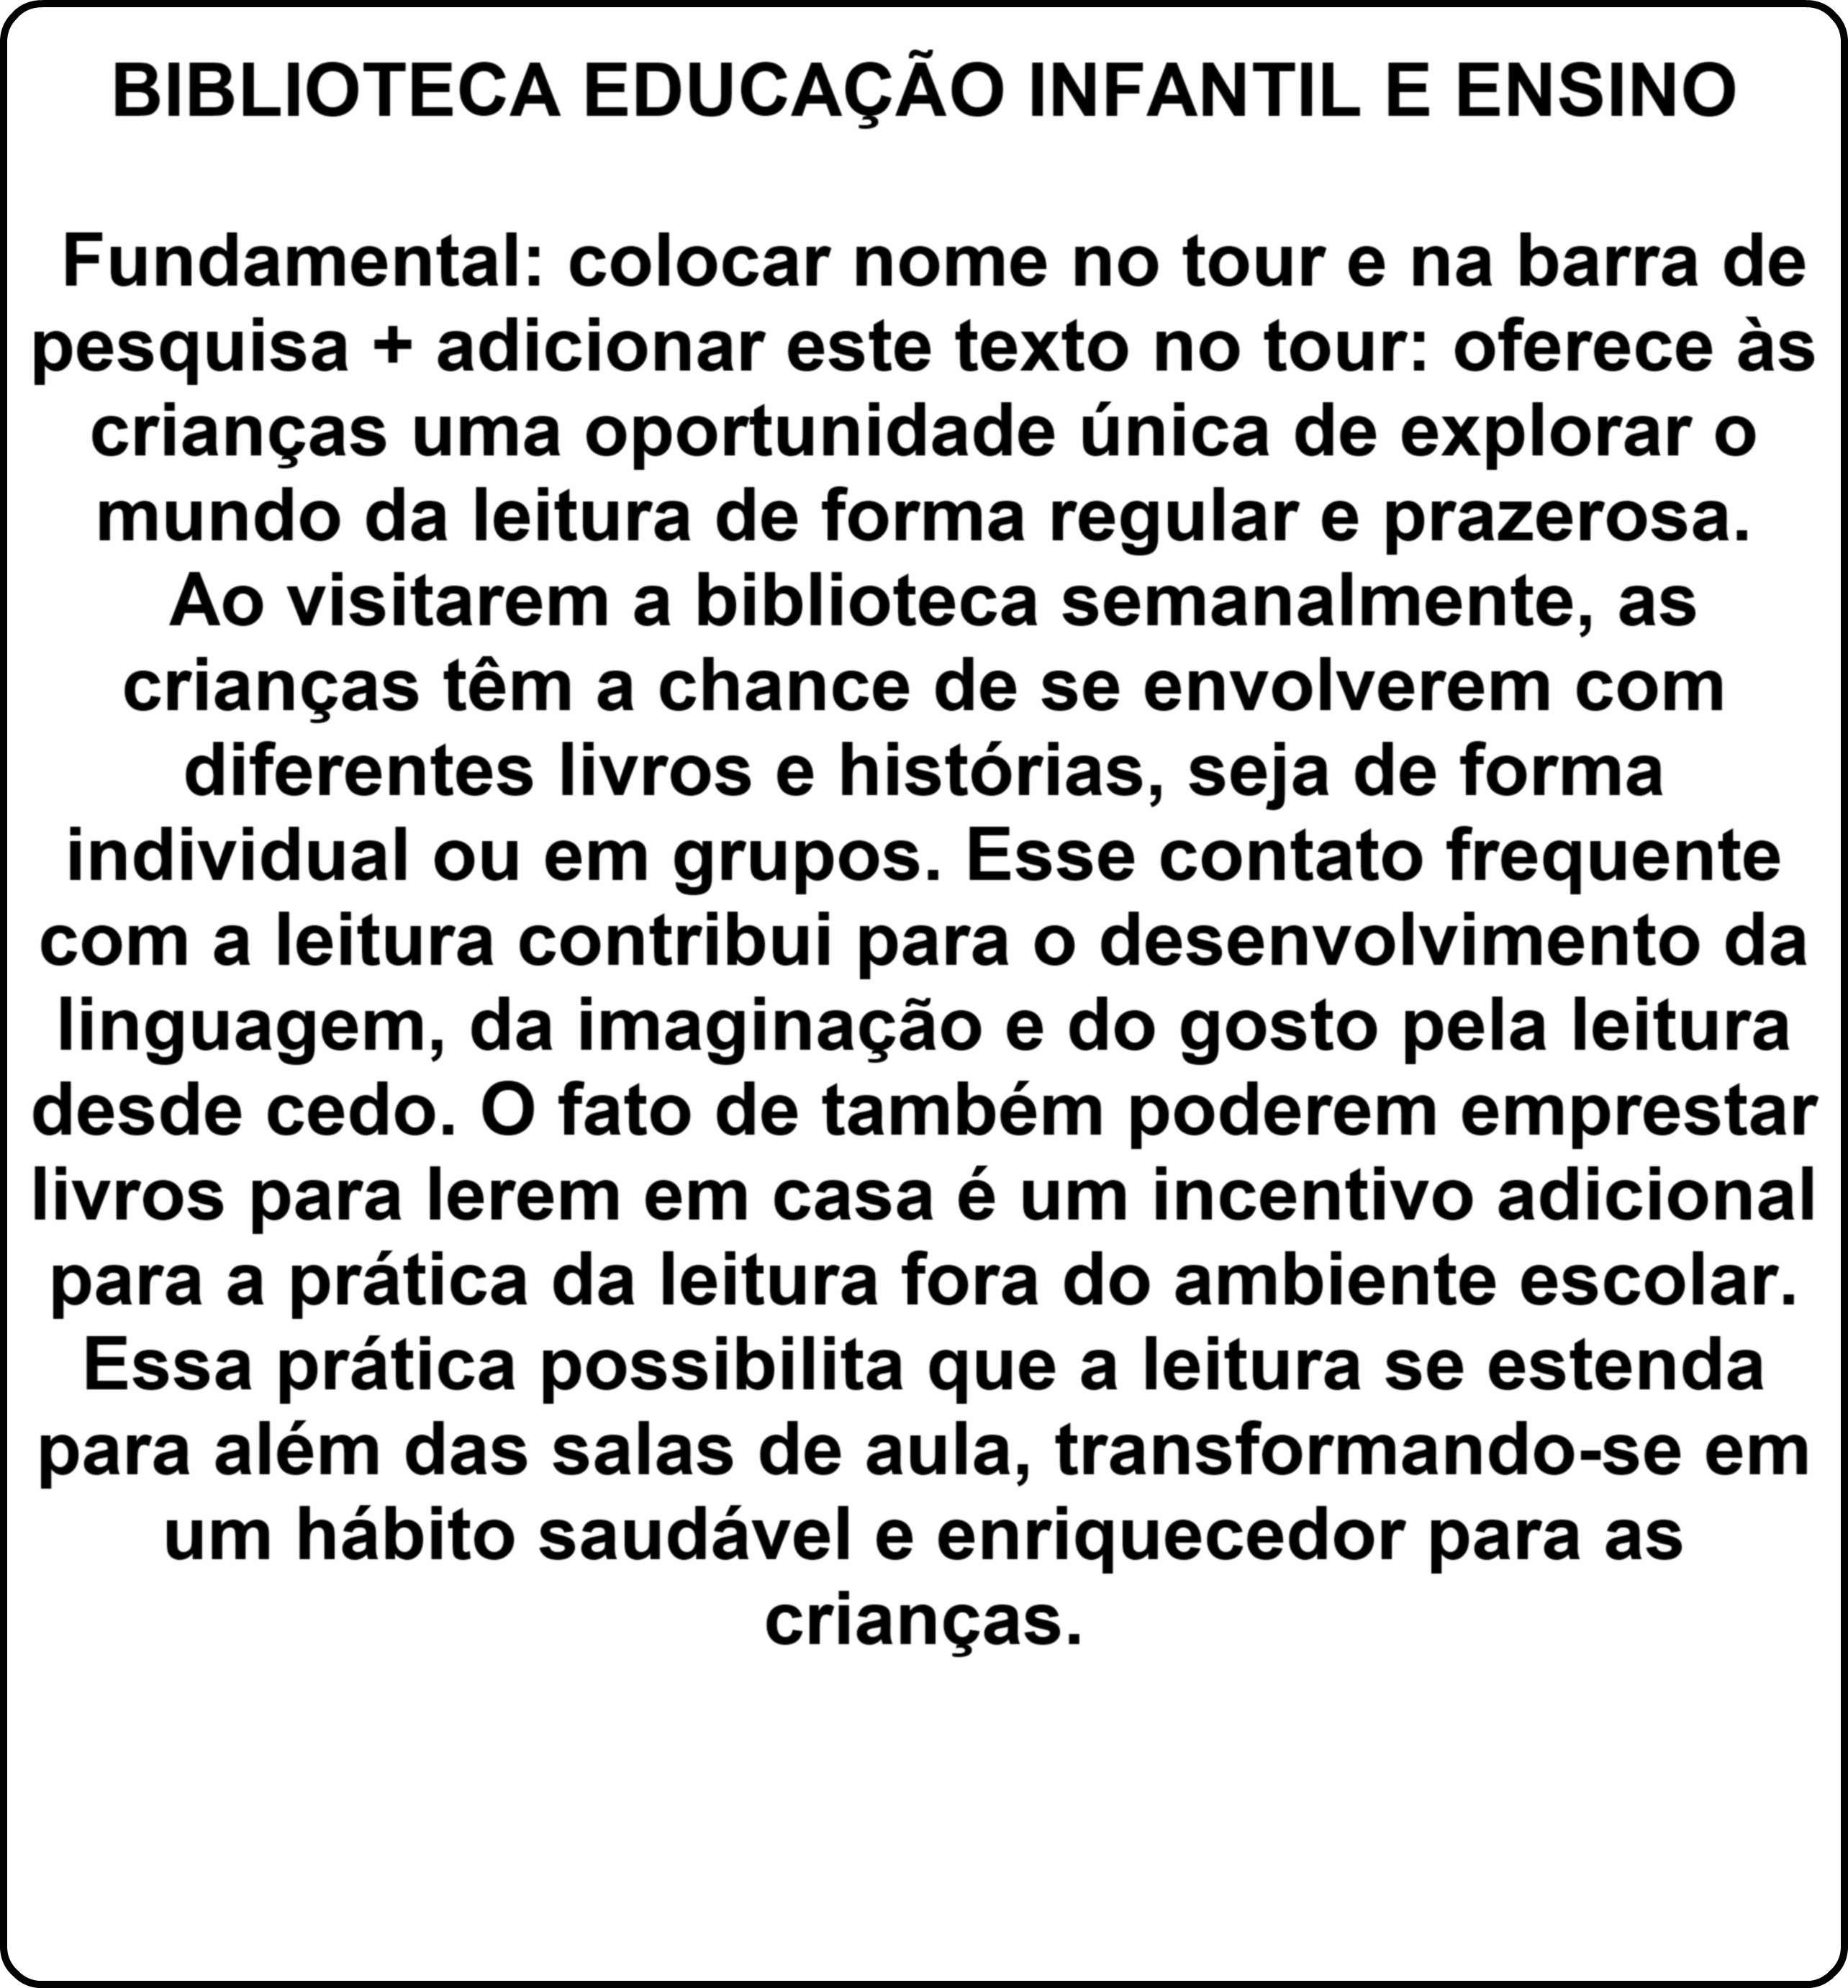 BIBLIOTECA EDUCAÇÃO INFANTIL E ENSINO
Fundamental: colocar nome no tour e na barra de
pesquisa + adicionar este texto no tour: oferece às
crianças uma oportunidade única de explorar o
mundo da leitura de forma regular e prazerosa.
Ao visitarem a biblioteca semanalmente, as
crianças têm a chance de se envolverem com
diferentes livros e histórias, seja de forma
individual ou em grupos. Esse contato frequente
com a leitura contribui para o desenvolvimento da
linguagem, da imaginação e do gosto pela leitura
desde cedo. O fato de também poderem emprestar
livros para lerem em casa é um incentivo adicional
para a prática da leitura fora do ambiente escolar.
Essa prática possibilita que a leitura se estenda
para além das salas de aula, transformando-se em
um hábito saudável e enriquecedor para as
crianças.